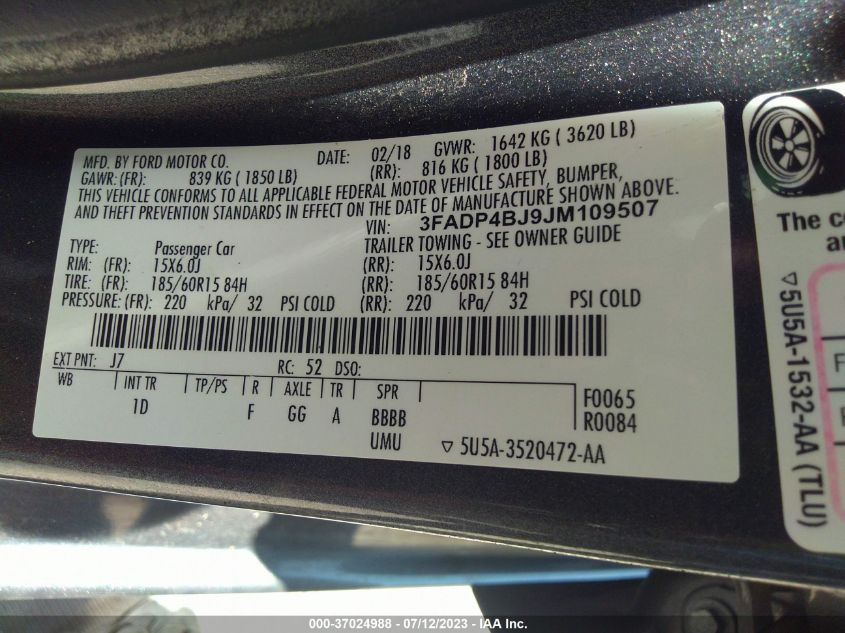 MFD. BY FORD MOTOR CO. DATE: 02/18 GVWR: 1642 KG ( 3620 LB)
GAWR: (FR): 839 KG ( 1850 LB) (RR): 816 KG ( 1800 LB)
THIS VEHICLE CONFORMS TO ALL APPLICABLE FEDERAL MOTOR VEHICLE SAFETY, BUMPER,
AND THEFT PREVENTION STANDARDS IN EFFECT ON THE DATE OF MANUFACTURE SHOWN ABOVE.
VIN: 3FADP4BJ9JM109507
TYPE: Passenger Car TRAILER TOWING - SEE OWNER GUIDE
RIM: (FR): 15X6.0J (RR): 15X6.0J
TIRE: (FR): 185/60R15 84H (RR): 185/60R15 84H
PRESSURE: (FR): 220 kPa/ 32 PSI COLD (RR): 220 kPa/ 32 PSI COLD
EXT PNT: J7 RC: 52 DSO:
WB INT TR TP/PS R AXLE TR SPR F0065
1D F GG A BBBB R0084
UMU ▽ 5U5A-3520472-AA
The co
an
▽5U5A-1532-AA (TLU)
F
000-37024988 - 07/12/2023 - IAA Inc.